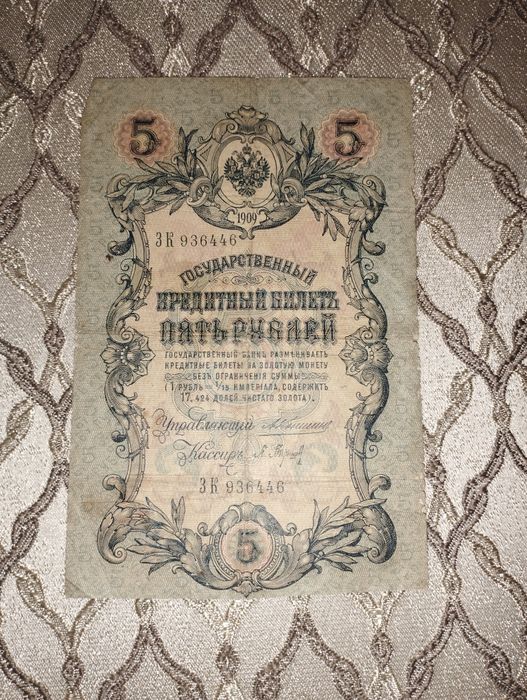 5 5
1909
ЗК 936446
ГОСУДАРСТВЕННЫЙ
КРЕДИТНЫЙ БИЛЕТЪ
ПЯТЬ РУБЛЕЙ
ГОСУДАРСТВЕННЫЙ БАНКЪ РАЗМѢНИВАЕТЪ
КРЕДИТНЫЕ БИЛЕТЫ НА ЗОЛОТУЮ МОНЕТУ
БЕЗЪ ОГРАНИЧЕНІЯ СУММЫ
(1 РУБЛЬ = 1/15 ИМПЕРІАЛА, СОДЕРЖИТЪ
17,424 ДОЛЕЙ ЧИСТАГО ЗОЛОТА).
Управляющій
Кассиръ
ЗК 936446
5